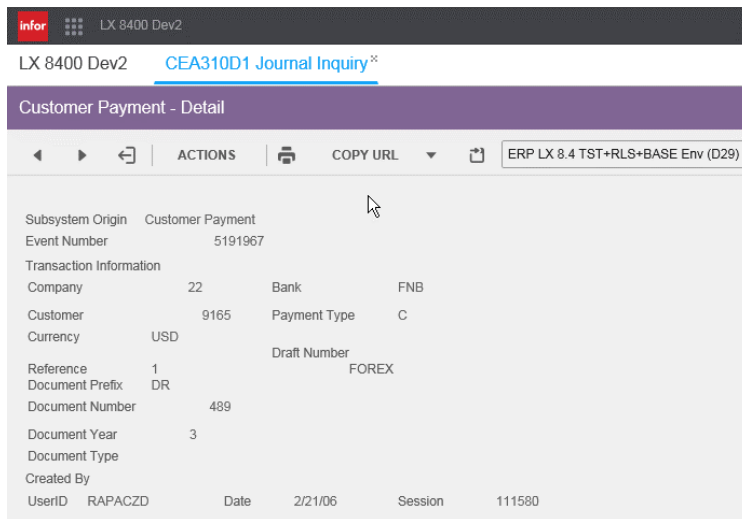 infor LX 8400 Dev2
LX 8400 Dev2 CEA310D1 Journal Inquiry ×
Customer Payment - Detail
ACTIONS COPY URL ERP LX 8.4 TST+RLS+BASE Env (D29)
Subsystem Origin Customer Payment
Event Number 5191967
Transaction Information
Company 22 Bank FNB
Customer 9165 Payment Type C
Currency USD
Draft Number
Reference 1 FOREX
Document Prefix DR
Document Number 489
Document Year 3
Document Type
Created By
UserID RAPACZD Date 2/21/06 Session 111580